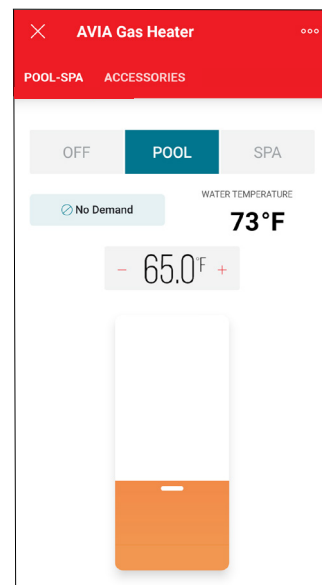 AVIA Gas Heater
POOL-SPA ACCESSORIES
OFF POOL SPA
No Demand
WATER TEMPERATURE
73°F
- 65.0°F +